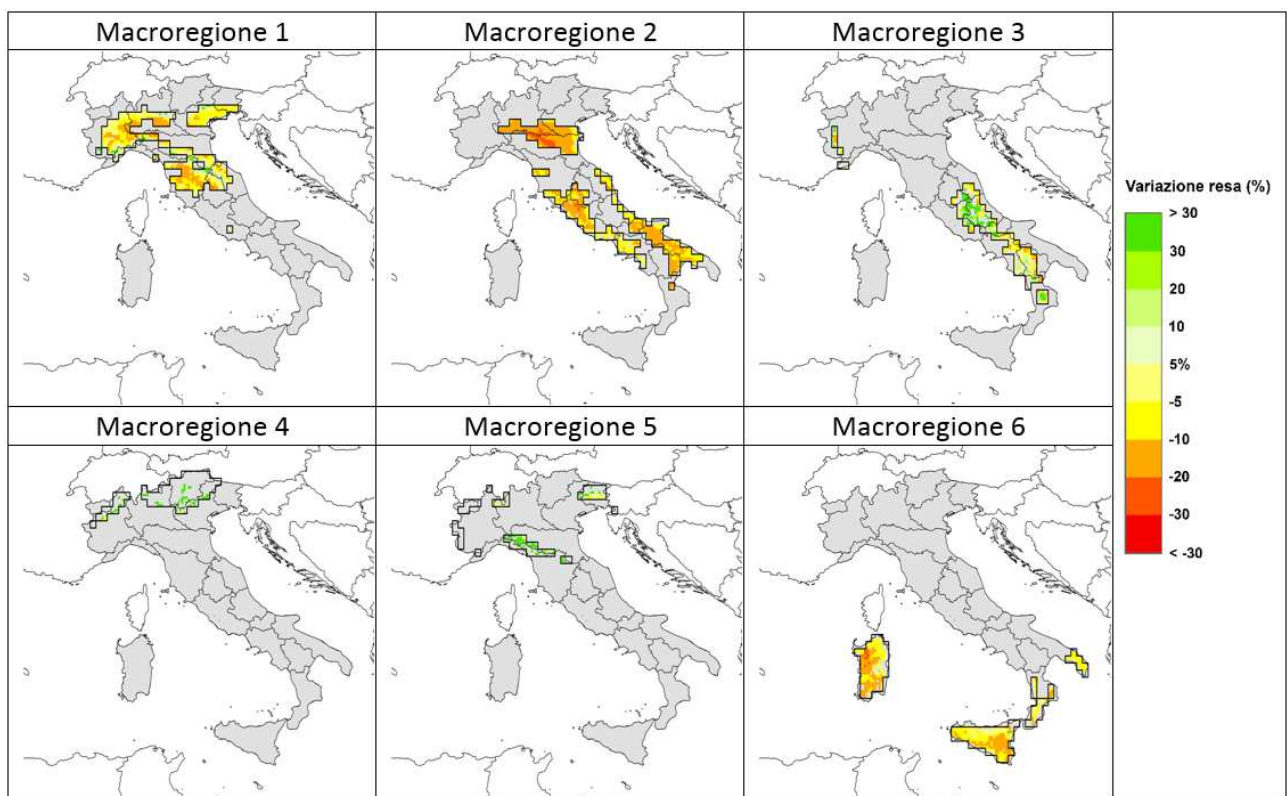 Macroregione 1
Macroregione 2
Macroregione 3
Variazione resa (%)
> 30
30
20
10
5%
-5
-10
-20
-30
< -30
Macroregione 4
Macroregione 5
Macroregione 6